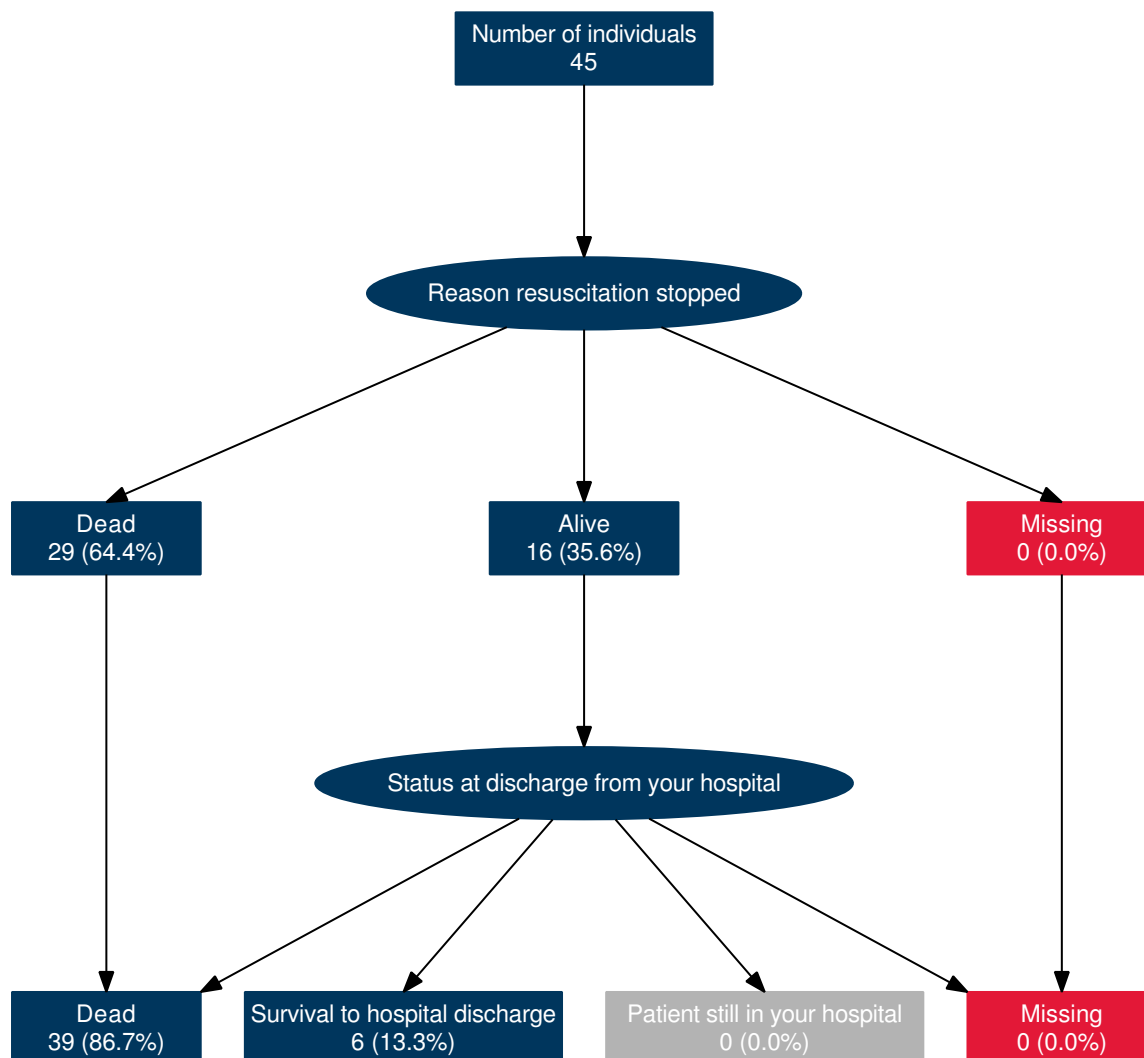 Number of individuals
45
Reason resuscitation stopped
Dead
29 (64.4%)
Alive
16 (35.6%)
Missing
0 (0.0%)
Status at discharge from your hospital
Dead
39 (86.7%)
Survival to hospital discharge
6 (13.3%)
Patient still in your hospital
0 (0.0%)
Missing
0 (0.0%)